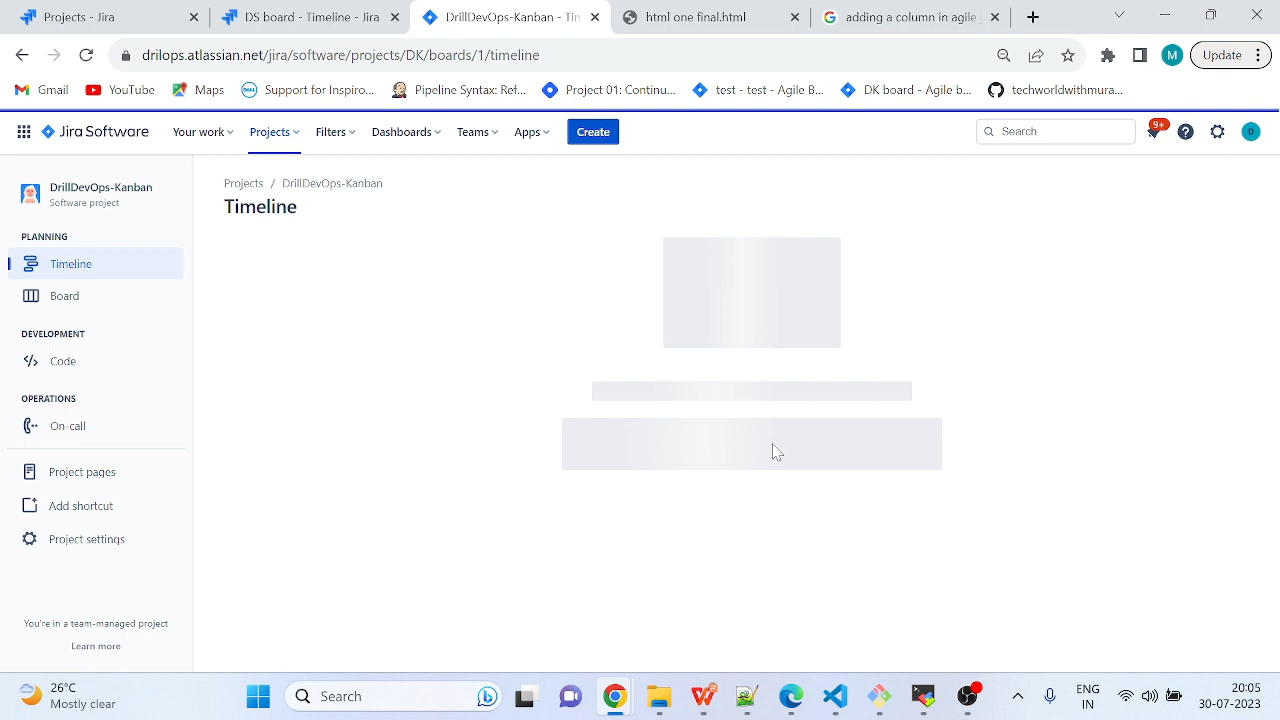 Projects - Jira
DS board - Timeline - Jira
DrillDevOps-Kanban - Tin
html one final.html
adding a column in agile
drilops.atlassian.net/jira/software/projects/DK/boards/1/timeline
Update
Gmail
YouTube
Maps
Support for Inspiro...
Pipeline Syntax: Ref...
Project 01: Continu...
test - test - Agile B...
DK board - Agile b...
techworldwithmura...
Jira Software
Your work
Projects
Filters
Dashboards
Teams
Apps
Create
Search
9+
DrillDevOps-Kanban
Software project
PLANNING
Timeline
Board
DEVELOPMENT
Code
OPERATIONS
On-call
Project pages
Add shortcut
Project settings
You're in a team-managed project
Learn more
Projects / DrillDevOps-Kanban
Timeline
26°C
Mostly clear
Search
ENG
IN
20:05
30-07-2023